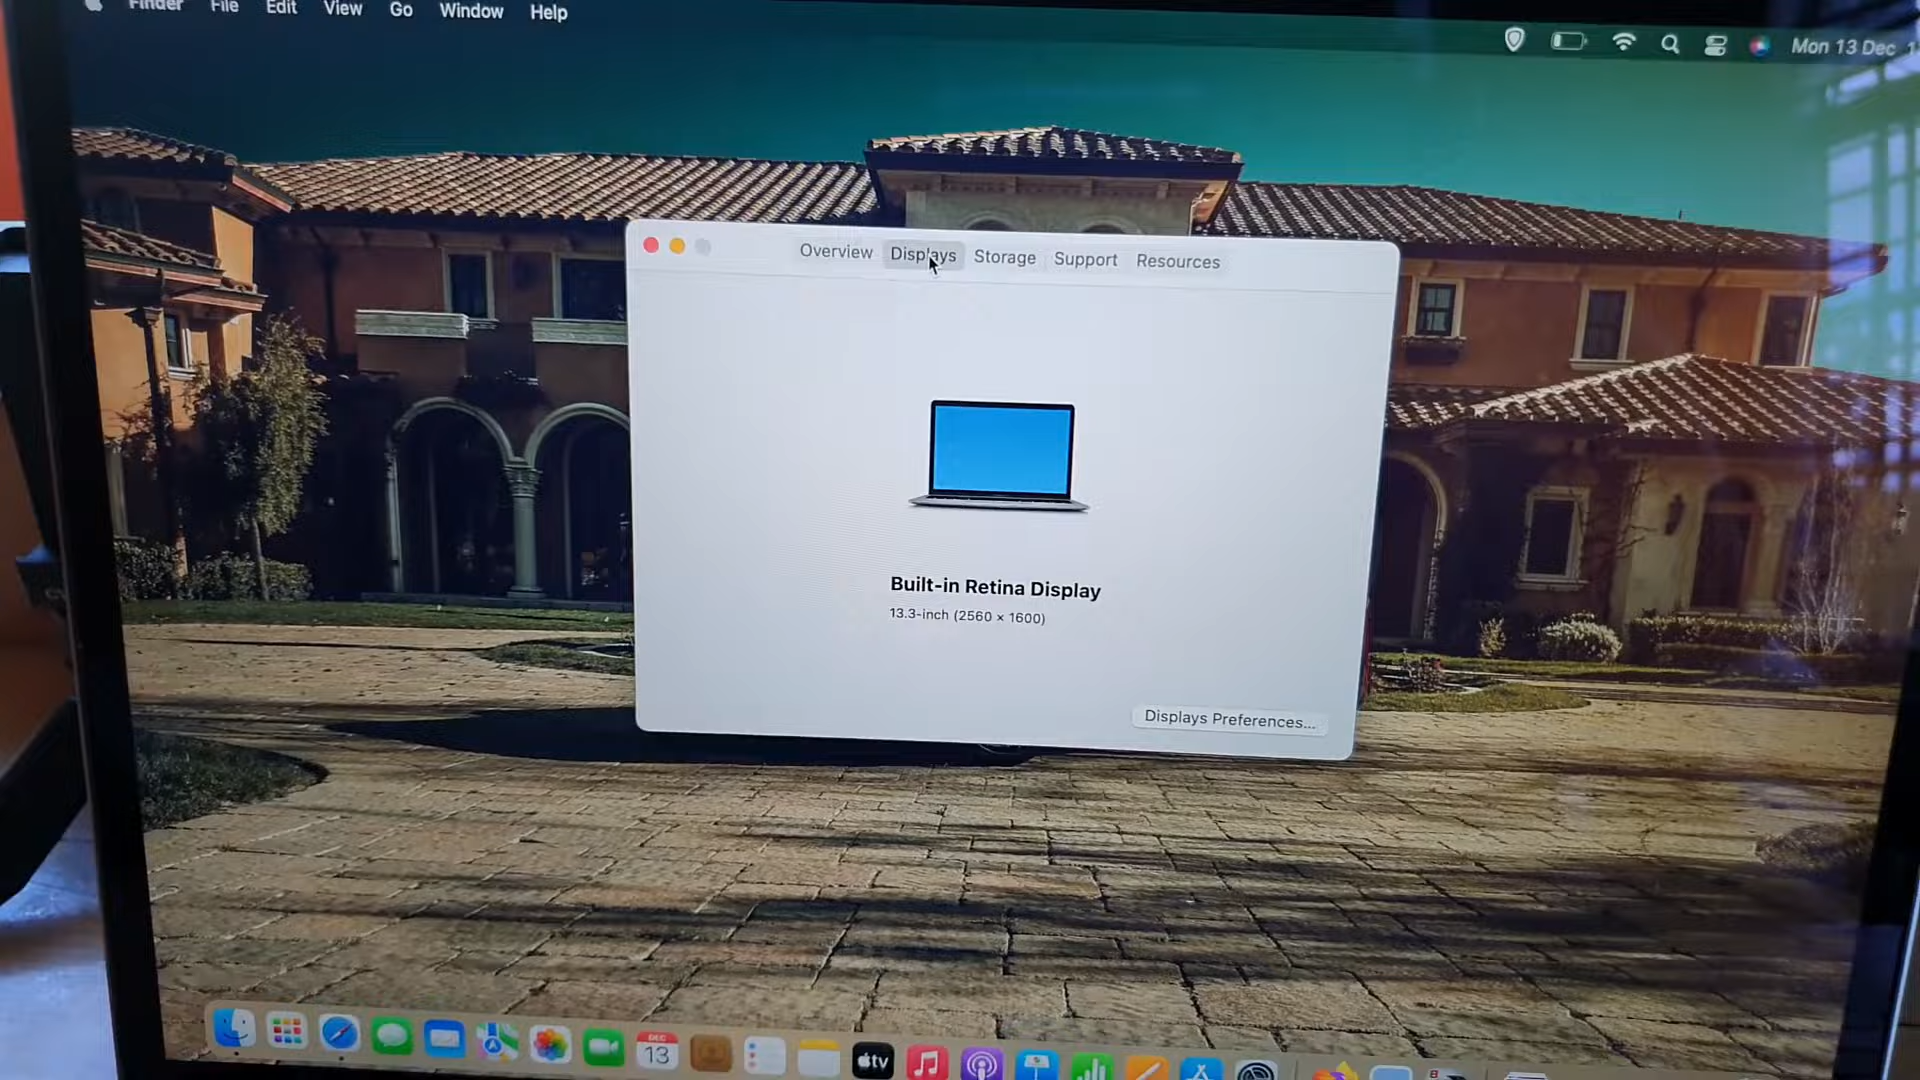 Finder File Edit View Go Window Help
Mon 13 Dec
Overview Displays Storage Support Resources
Built-in Retina Display
13.3-inch (2560 × 1600)
Displays Preferences...
DEC
13
tv